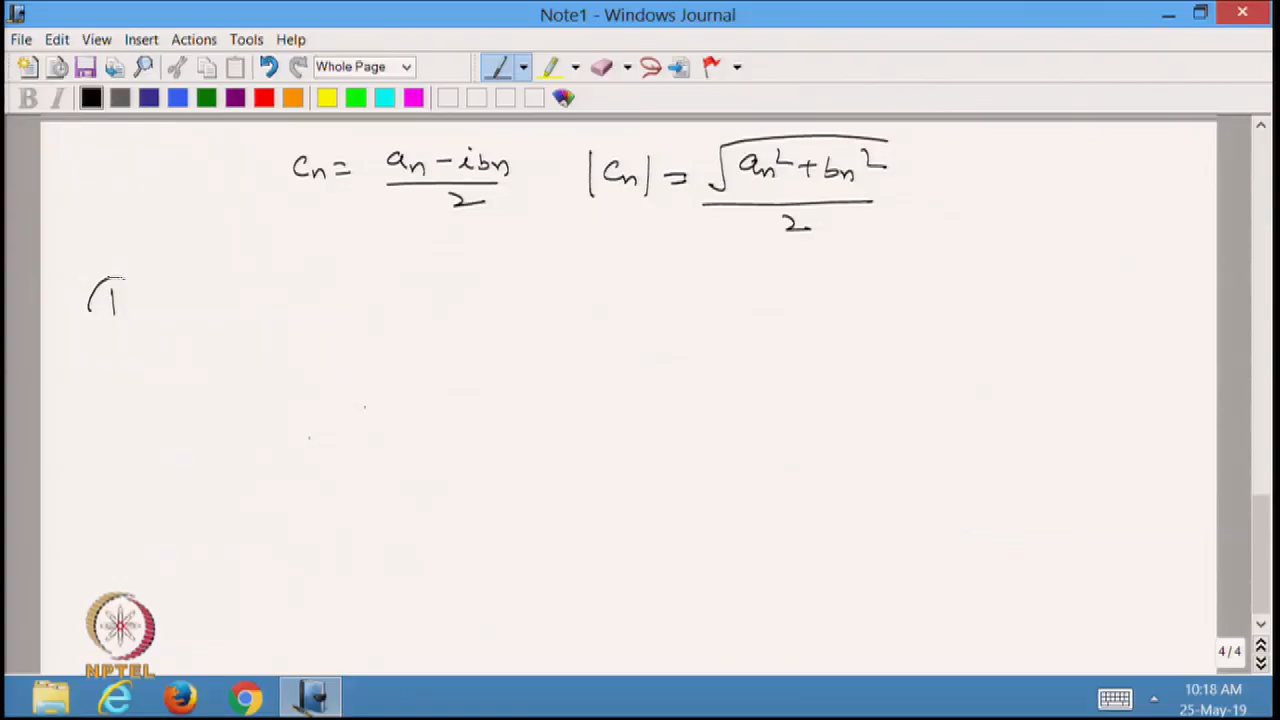 Note1 - Windows Journal
File Edit View Insert Actions Tools Help
Whole Page
B I
cn = an - ibn / 2 |cn| = √(an² + bn²) / 2
NPTEL
4 / 4
10:18 AM
25-May-19